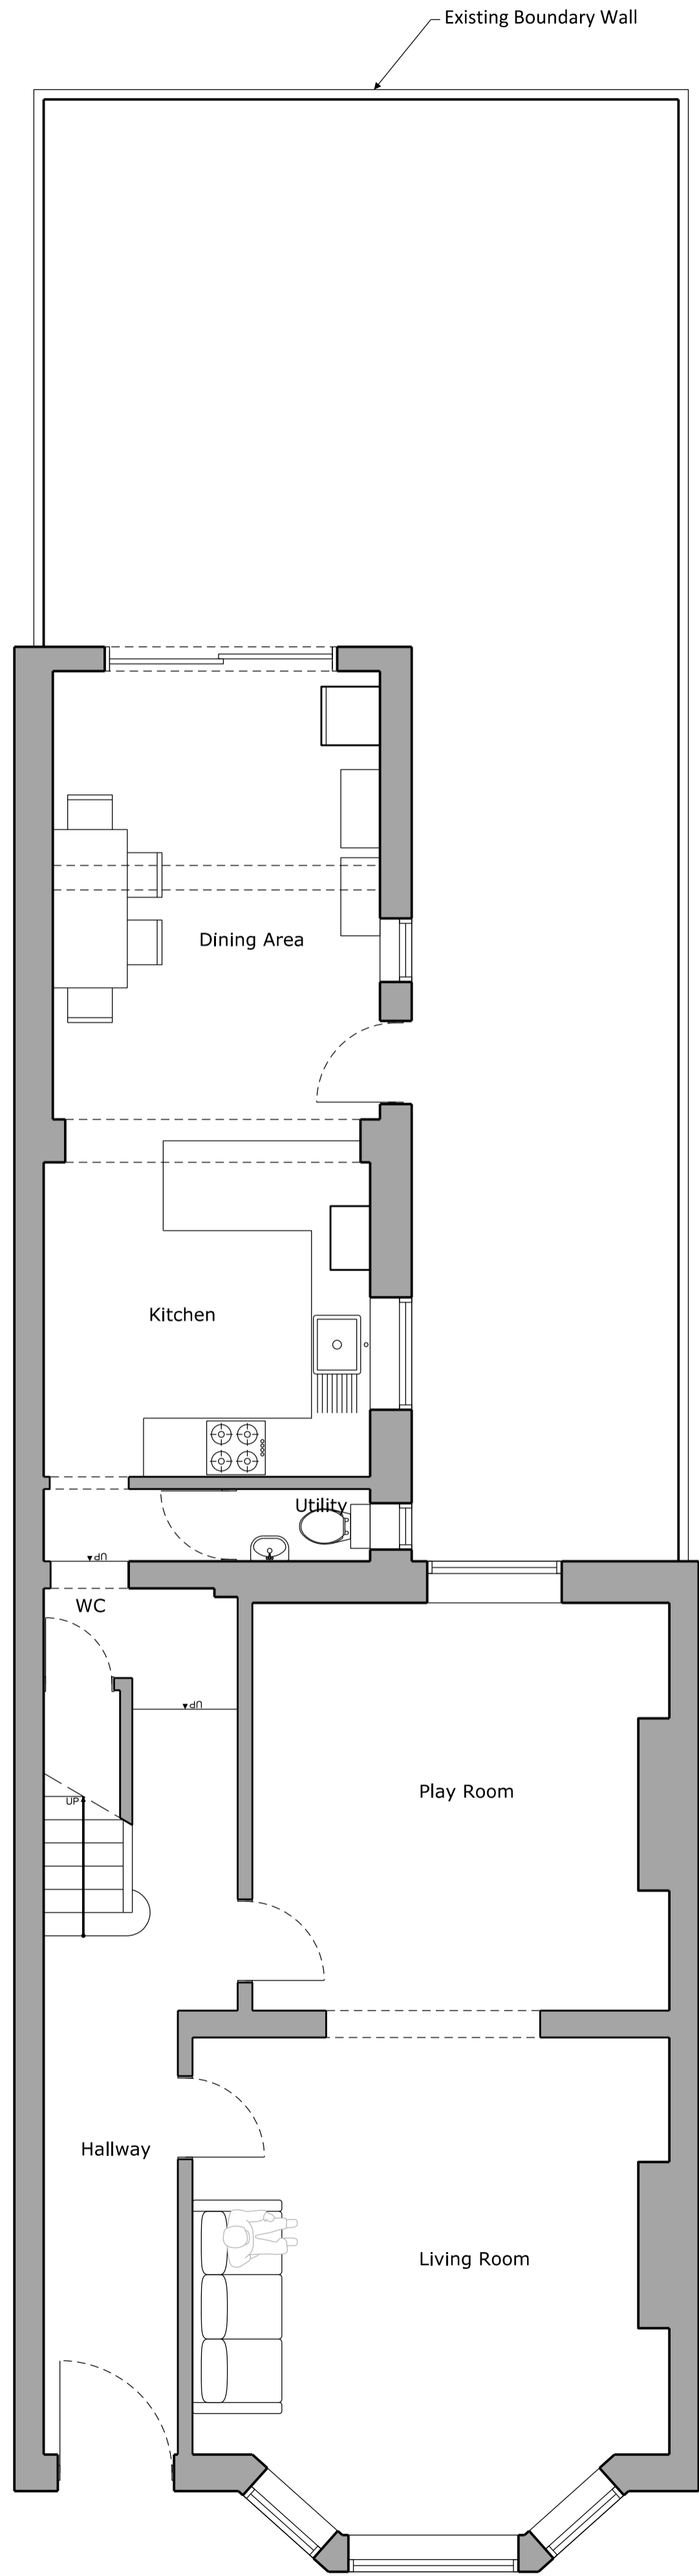 Existing Boundary Wall
Dining Area
Kitchen
Utility
UP
WC
UP
UP
Play Room
Hallway
Living Room